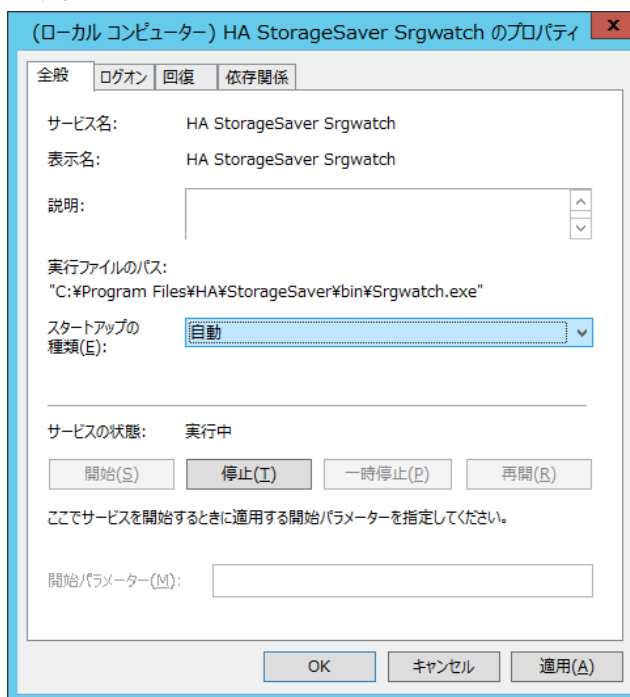 (ローカル コンピューター) HA StorageSaver Srgwatch のプロパティ
x
全般 ログオン 回復 依存関係
サービス名: HA StorageSaver Srgwatch
表示名: HA StorageSaver Srgwatch
説明:
実行ファイルのパス:
"C:¥Program Files¥HA¥StorageSaver¥bin¥Srgwatch.exe"
スタートアップの
種類(E): 自動
サービスの状態: 実行中
開始(S) 停止(T) 一時停止(P) 再開(R)
ここでサービスを開始するときに適用する開始パラメーターを指定してください。
開始パラメーター(M):
OK キャンセル 適用(A)